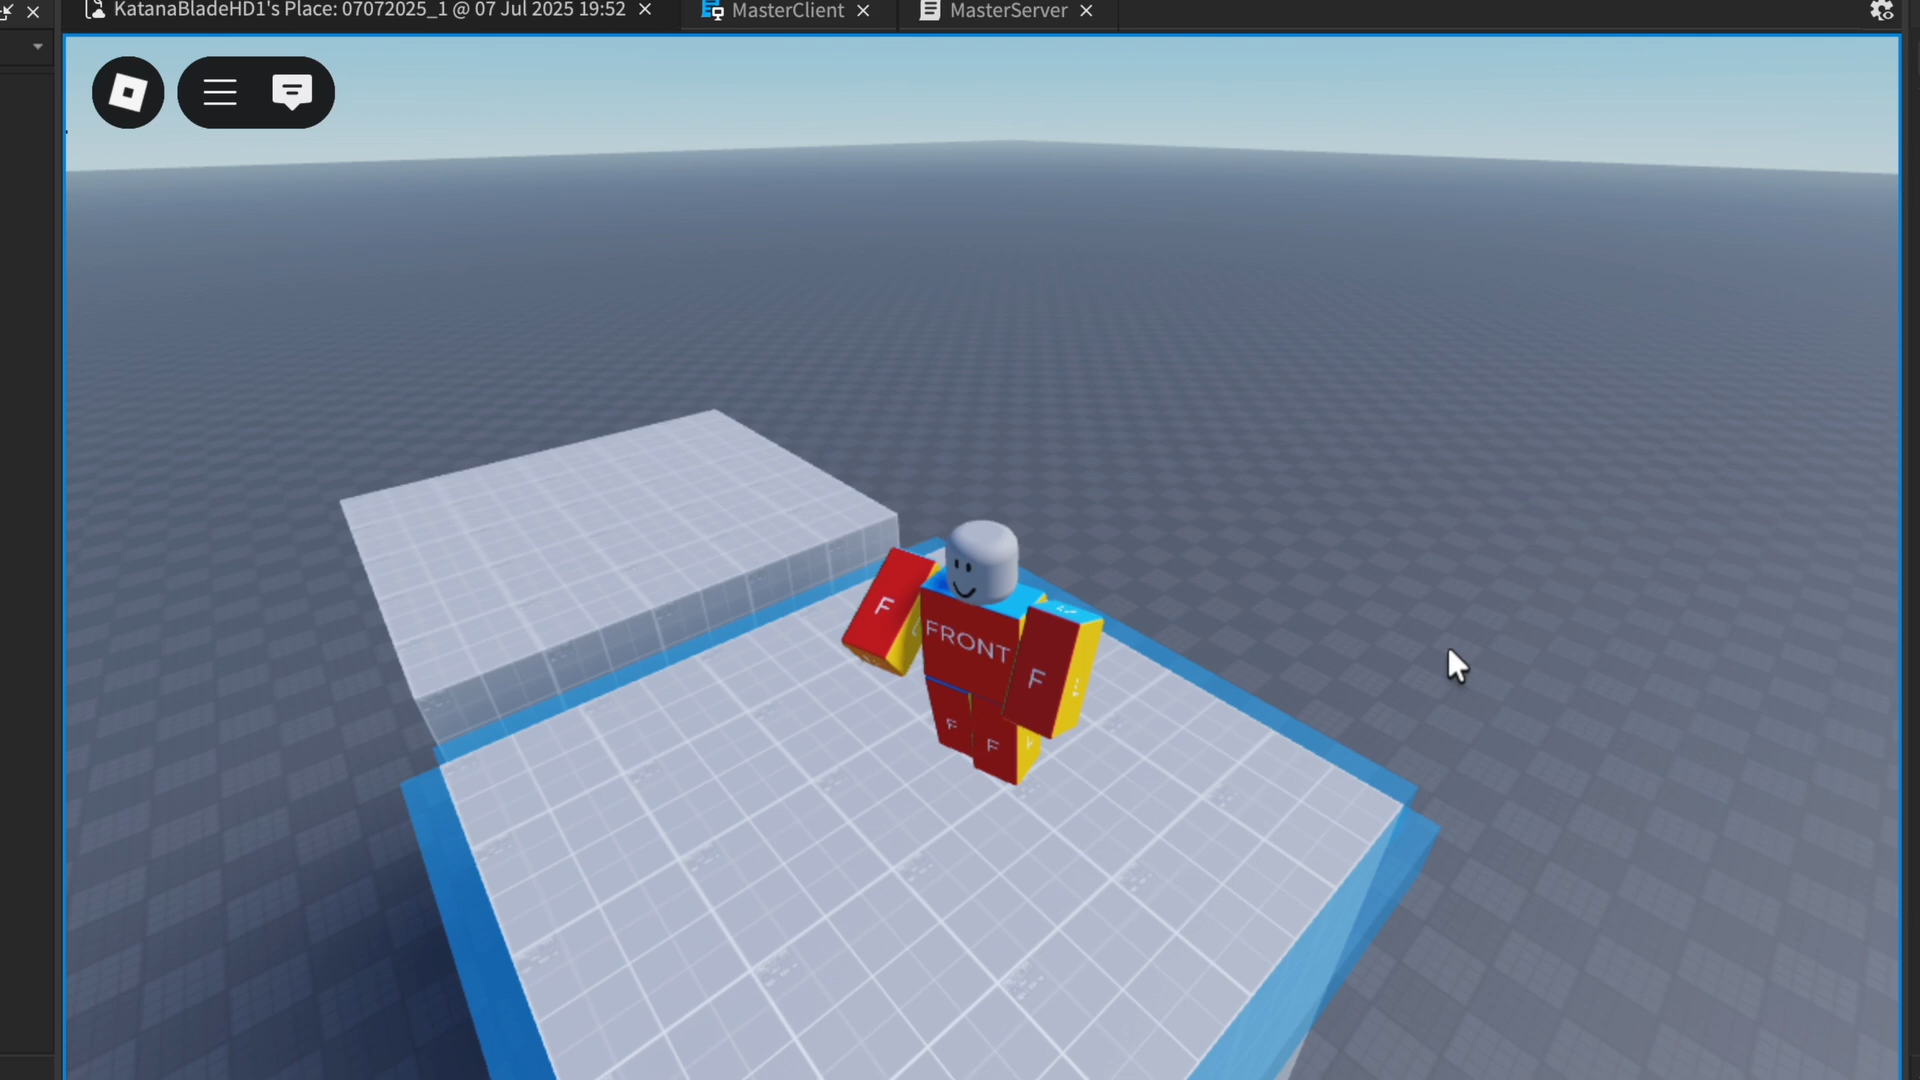 KatanaBladeHD1's Place: 07072025_1 @ 07 Jul 2025 19:52
MasterClient
MasterServer
F
FRONT
F
F
F